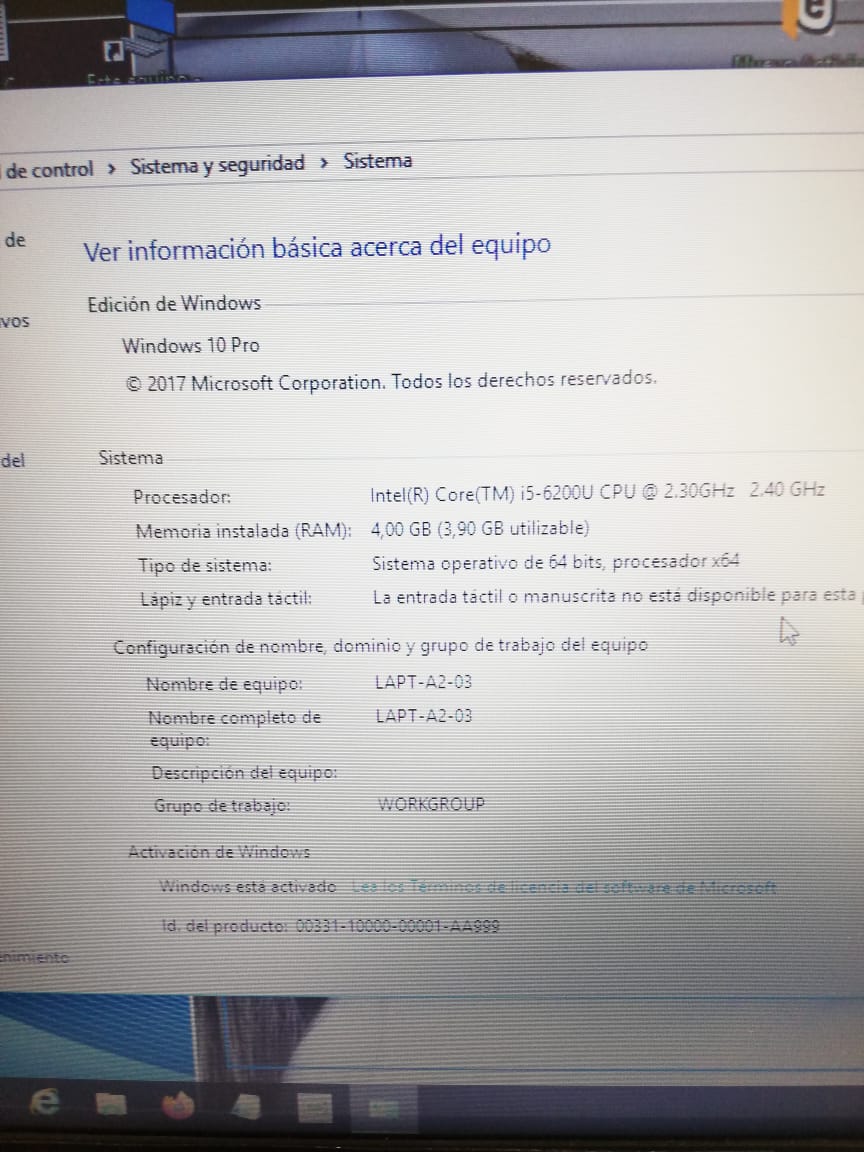 Este equipo
de control > Sistema y seguridad > Sistema
de
Ver información básica acerca del equipo
Edición de Windows
vos
Windows 10 Pro
© 2017 Microsoft Corporation. Todos los derechos reservados.
del
Sistema
Procesador: Intel(R) Core(TM) i5-6200U CPU @ 2.30GHz 2.40 GHz
Memoria instalada (RAM): 4,00 GB (3,90 GB utilizable)
Tipo de sistema: Sistema operativo de 64 bits, procesador x64
Lápiz y entrada táctil: La entrada táctil o manuscrita no está disponible para esta
Configuración de nombre, dominio y grupo de trabajo del equipo
Nombre de equipo: LAPT-A2-03
Nombre completo de LAPT-A2-03
equipo:
Descripción del equipo:
Grupo de trabajo: WORKGROUP
Activación de Windows
Windows está activado Lea los Términos de licencia del software de Microsoft
Id. del producto: 00331-10000-00001-AA999
enimiento